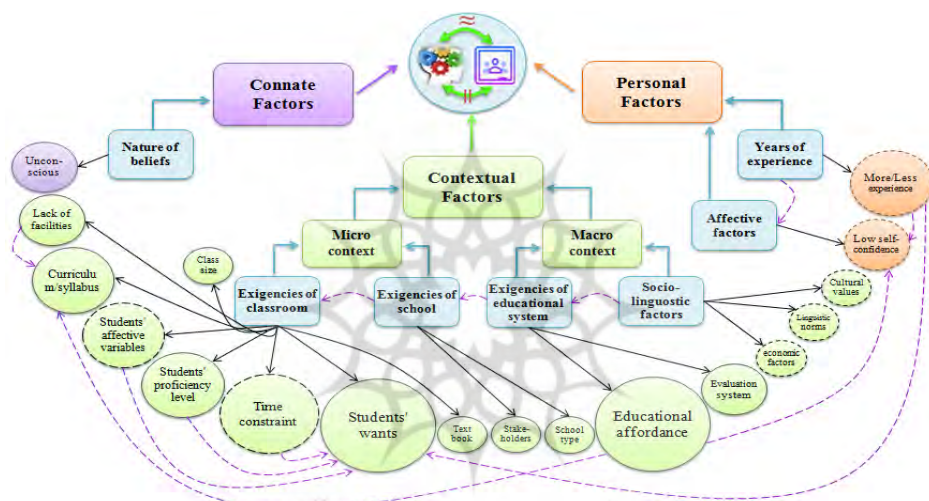 Connate
Factors
Personal
Factors
Nature of
beliefs
Years of
experience
Uncon-
scious
More/Less
experience
Contextual
Factors
Lack of
facilities
Affective
factors
Low self-
confidence
Micro
context
Macro
context
Class
size
Curriculu
m/syllabus
Exigencies of
classroom
Exigencies of
school
Exigencies of
educational
system
Socio-
linguostic
factors
Cultural
values
Linguistic
norms
economic
factors
Students'
affective
variables
Students'
proficiency
level
Time
constraint
Students'
wants
Text
book
Stake-
holders
School
type
Educational
affordance
Evaluation
system